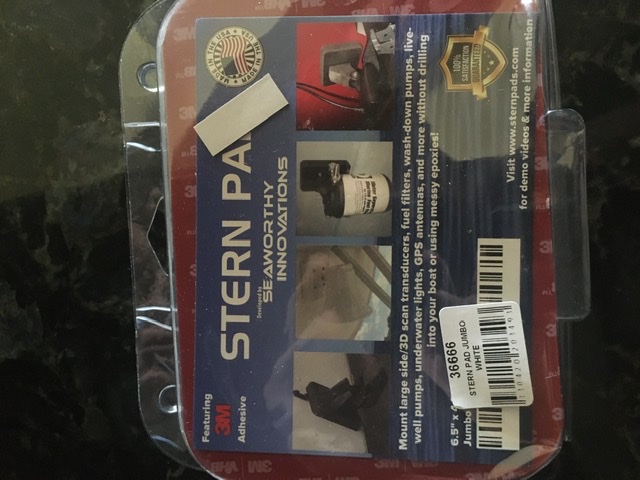 MADE IN THE USA
Featuring
3M
Adhesive
STERN PAD
Developed by
SEAWORTHY
INNOVATIONS
100%
SATISFACTION
Mount large side/3D scan transducers, fuel filters, wash-down pumps, live-
well pumps, underwater lights, GPS antennas, and more without drilling
into your boat or using messy epoxies!
Visit www.sternpads.com
for demo videos & more information
6.5" x
Jumbo
36666
STERN PAD JUMBO
WHITE
3M
VHB